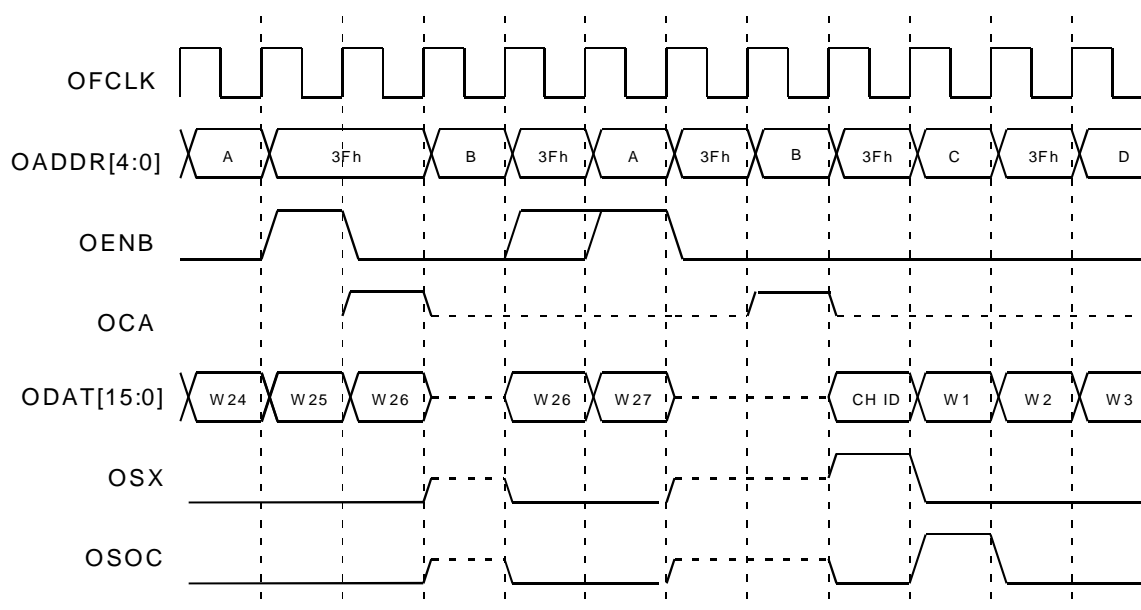 OFCLK
OADDR[4:0] A 3Fh B 3Fh A 3Fh B 3Fh C 3Fh D
OENB
OCA
ODAT[15:0] W24 W25 W26 W26 W27 CH ID W1 W2 W3
OSX
OSOC